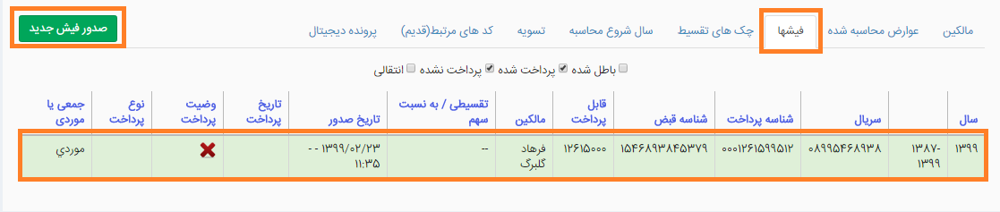 مالکین
عوارض محاسبه شده
فیشها
چک های تقسیط
سال شروع محاسبه
تسویه
کد های مرتبط(قدیم)
پرونده دیجیتال
صدور فیش جدید
باطل شده پرداخت شده پرداخت نشده انتقالی
سال
سریال
شناسه پرداخت
شناسه قبض
قابل
پرداخت
مالکین
تقسیطی / به نسبت
سهم
تاریخ صدور
تاریخ
پرداخت
وضیت
پرداخت
نوع
پرداخت
جمعی یا
موردی
۱۳۹۹
۱۳۸۷-
۱۳۹۹
۰۸۹۹۵۴۶۸۹۳۸
۰۰۰۱۲۶۱۵۹۹۵۱۲
۱۵۴۶۸۹۳۸۴۵۳۷۹
۱۲۶۱۵۰۰۰
فرهاد
گلبرگ
--
۱۳۹۹/۰۲/۲۳ - -
۱۱:۳۵
موردي